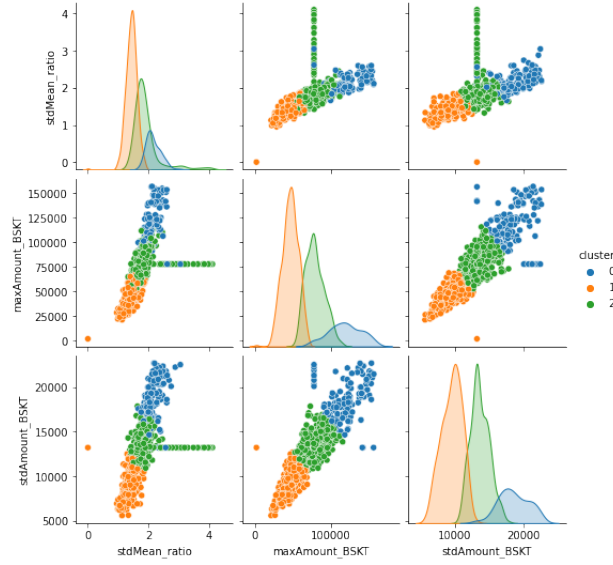 4
3
2
1
0
stdMean_ratio
150000
125000
100000
75000
50000
25000
0
maxAmount_BSKT
cluster
0
1
2
20000
15000
10000
5000
stdAmount_BSKT
0 2 4
0 100000
10000 20000
stdMean_ratio
maxAmount_BSKT
stdAmount_BSKT